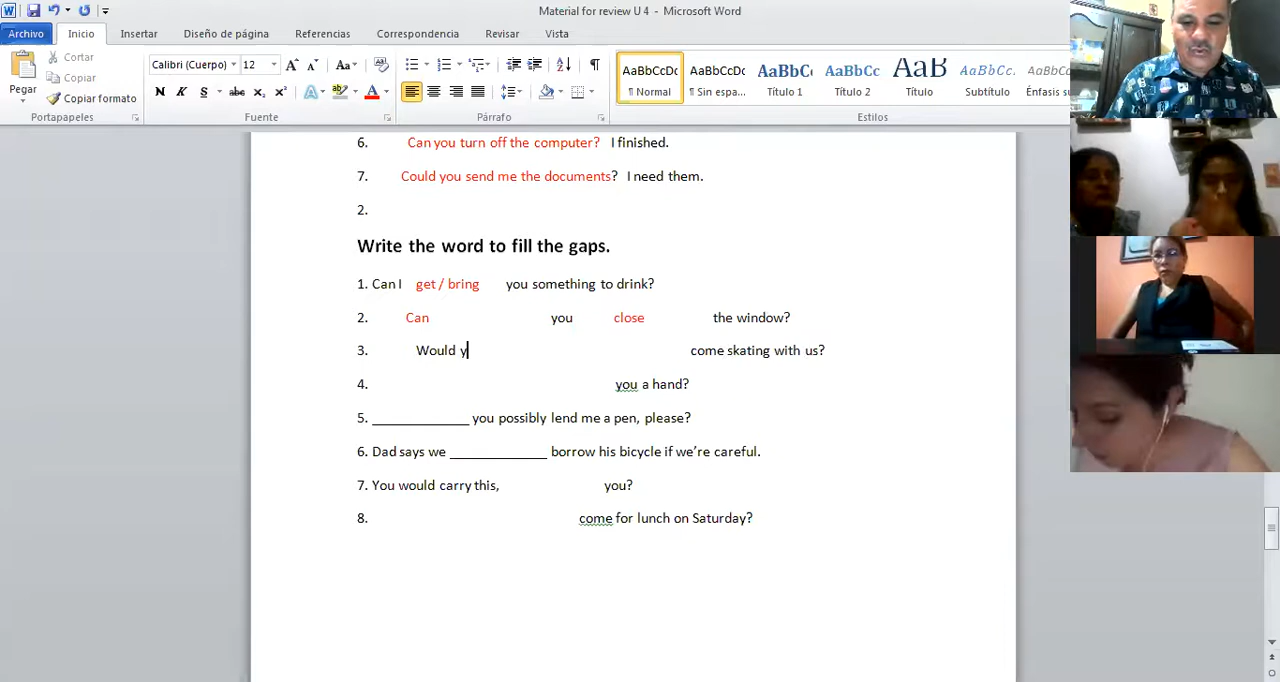 Material for review U 4 - Microsoft Word
Archivo Inicio Insertar Diseño de página Referencias Correspondencia Revisar Vista
Pegar
Cortar
Copiar
Copiar formato
Portapapeles
Calibri (Cuerpo) 12
N K S abc
Fuente
Párrafo
AaBbCcDc AaBbCcDc AaBbC AaBbCc AaB AaBbCc. AaBbCc
¶ Normal ¶ Sin espa... Título 1 Título 2 Título Subtítulo Énfasis su
Estilos
6. Can you turn off the computer? I finished.
7. Could you send me the documents? I need them.
2.
Write the word to fill the gaps.
1. Can I get / bring you something to drink?
2. Can you close the window?
3. Would y come skating with us?
4. you a hand?
5. ______________ you possibly lend me a pen, please?
6. Dad says we ______________ borrow his bicycle if we’re careful.
7. You would carry this, you?
8. come for lunch on Saturday?